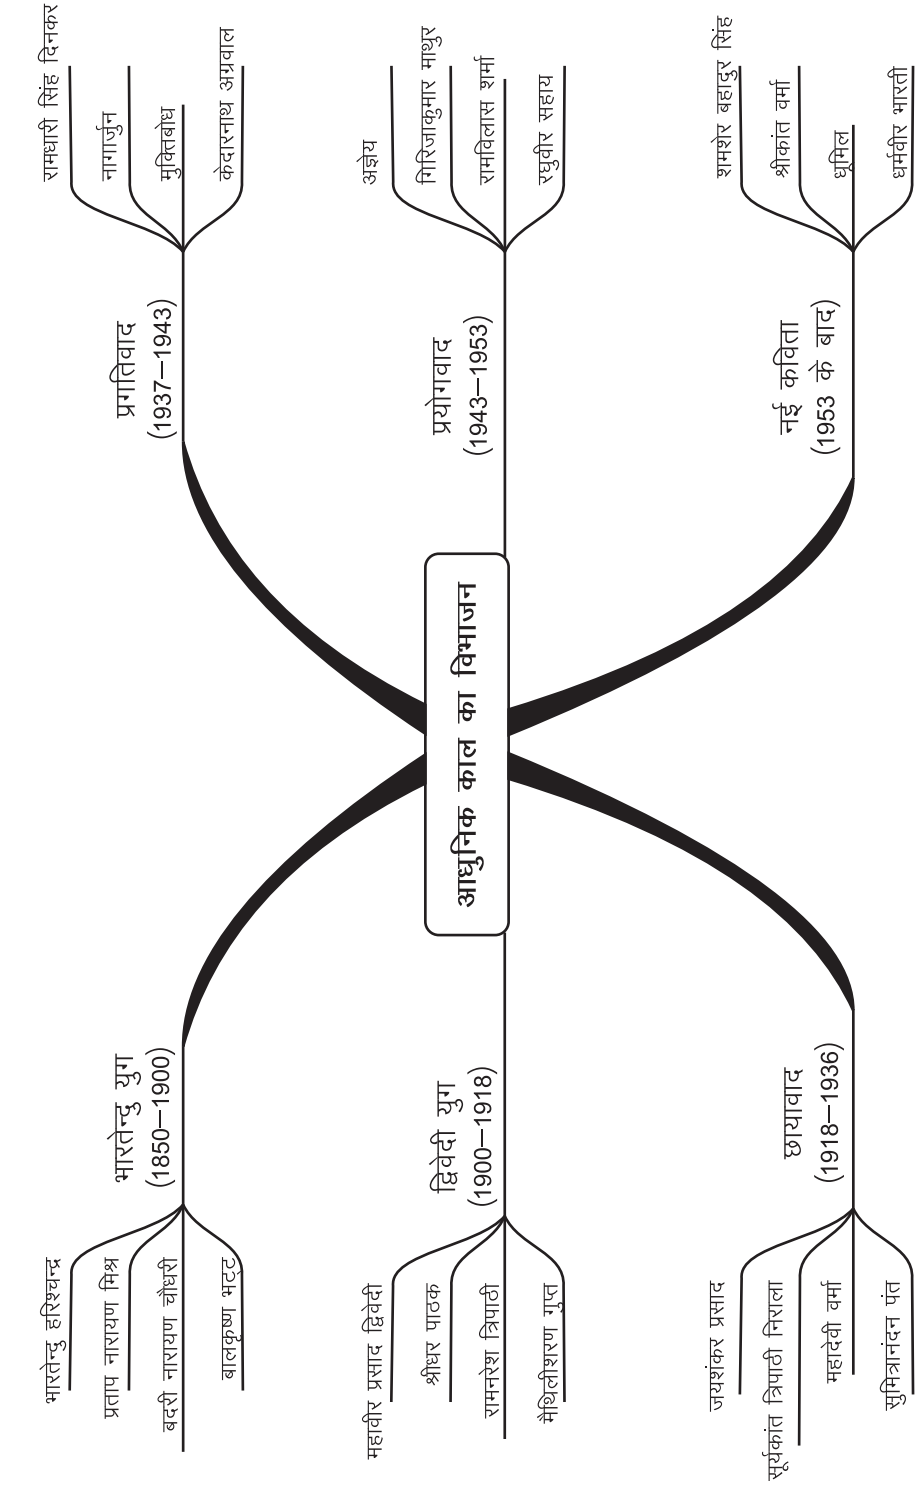 आधुनिक काल का विभाजन
भारतेन्दु युग
(1850–1900)
भारतेन्दु हरिश्चन्द्र
प्रताप नारायण मिश्र
बदरी नारायण चौधरी
बालकृष्ण भट्ट
द्विवेदी युग
(1900–1918)
महावीर प्रसाद द्विवेदी
श्रीधर पाठक
रामनरेश त्रिपाठी
मैथिलीशरण गुप्त
छायावाद
(1918–1936)
जयशंकर प्रसाद
सूर्यकांत त्रिपाठी निराला
महादेवी वर्मा
सुमित्रानंदन पंत
प्रगतिवाद
(1937–1943)
रामधारी सिंह दिनकर
नागार्जुन
मुक्तिबोध
केदारनाथ अग्रवाल
प्रयोगवाद
(1943–1953)
अज्ञेय
गिरिजाकुमार माथुर
रामविलास शर्मा
रघुवीर सहाय
नई कविता
(1953 के बाद)
शमशेर बहादुर सिंह
श्रीकांत वर्मा
धूमिल
धर्मवीर भारती